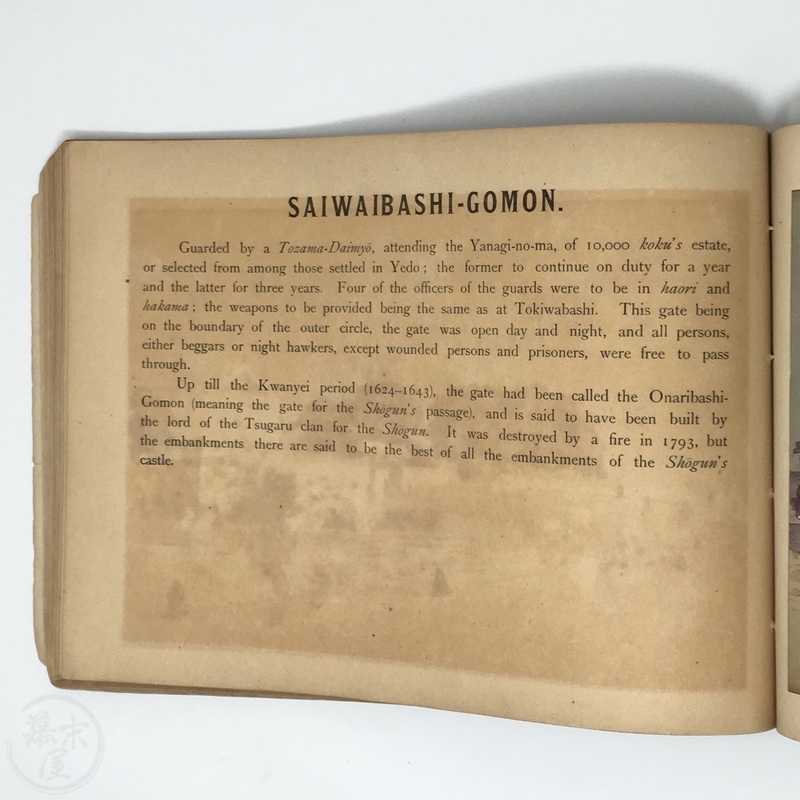 SAIWAIBASHI-GOMON.
Guarded by a Tozama-Daimyō, attending the Yanagi-no-ma, of 10,000 koku's estate,
or selected from among those settled in Yedo; the former to continue on duty for a year
and the latter for three years. Four of the officers of the guards were to be in haori and
hakama; the weapons to be provided being the same as at Tokiwabashi. This gate being
on the boundary of the outer circle, the gate was open day and night, and all persons,
either beggars or night hawkers, except wounded persons and prisoners, were free to pass
through.
Up till the Kwanyei period (1624–1643), the gate had been called the Onaribashi-
Gomon (meaning the gate for the Shōgun's passage), and is said to have been built by
the lord of the Tsugaru clan for the Shogun. It was destroyed by a fire in 1793, but
the embankments there are said to be the best of all the embankments of the Shōgun's
castle.
幕末屋